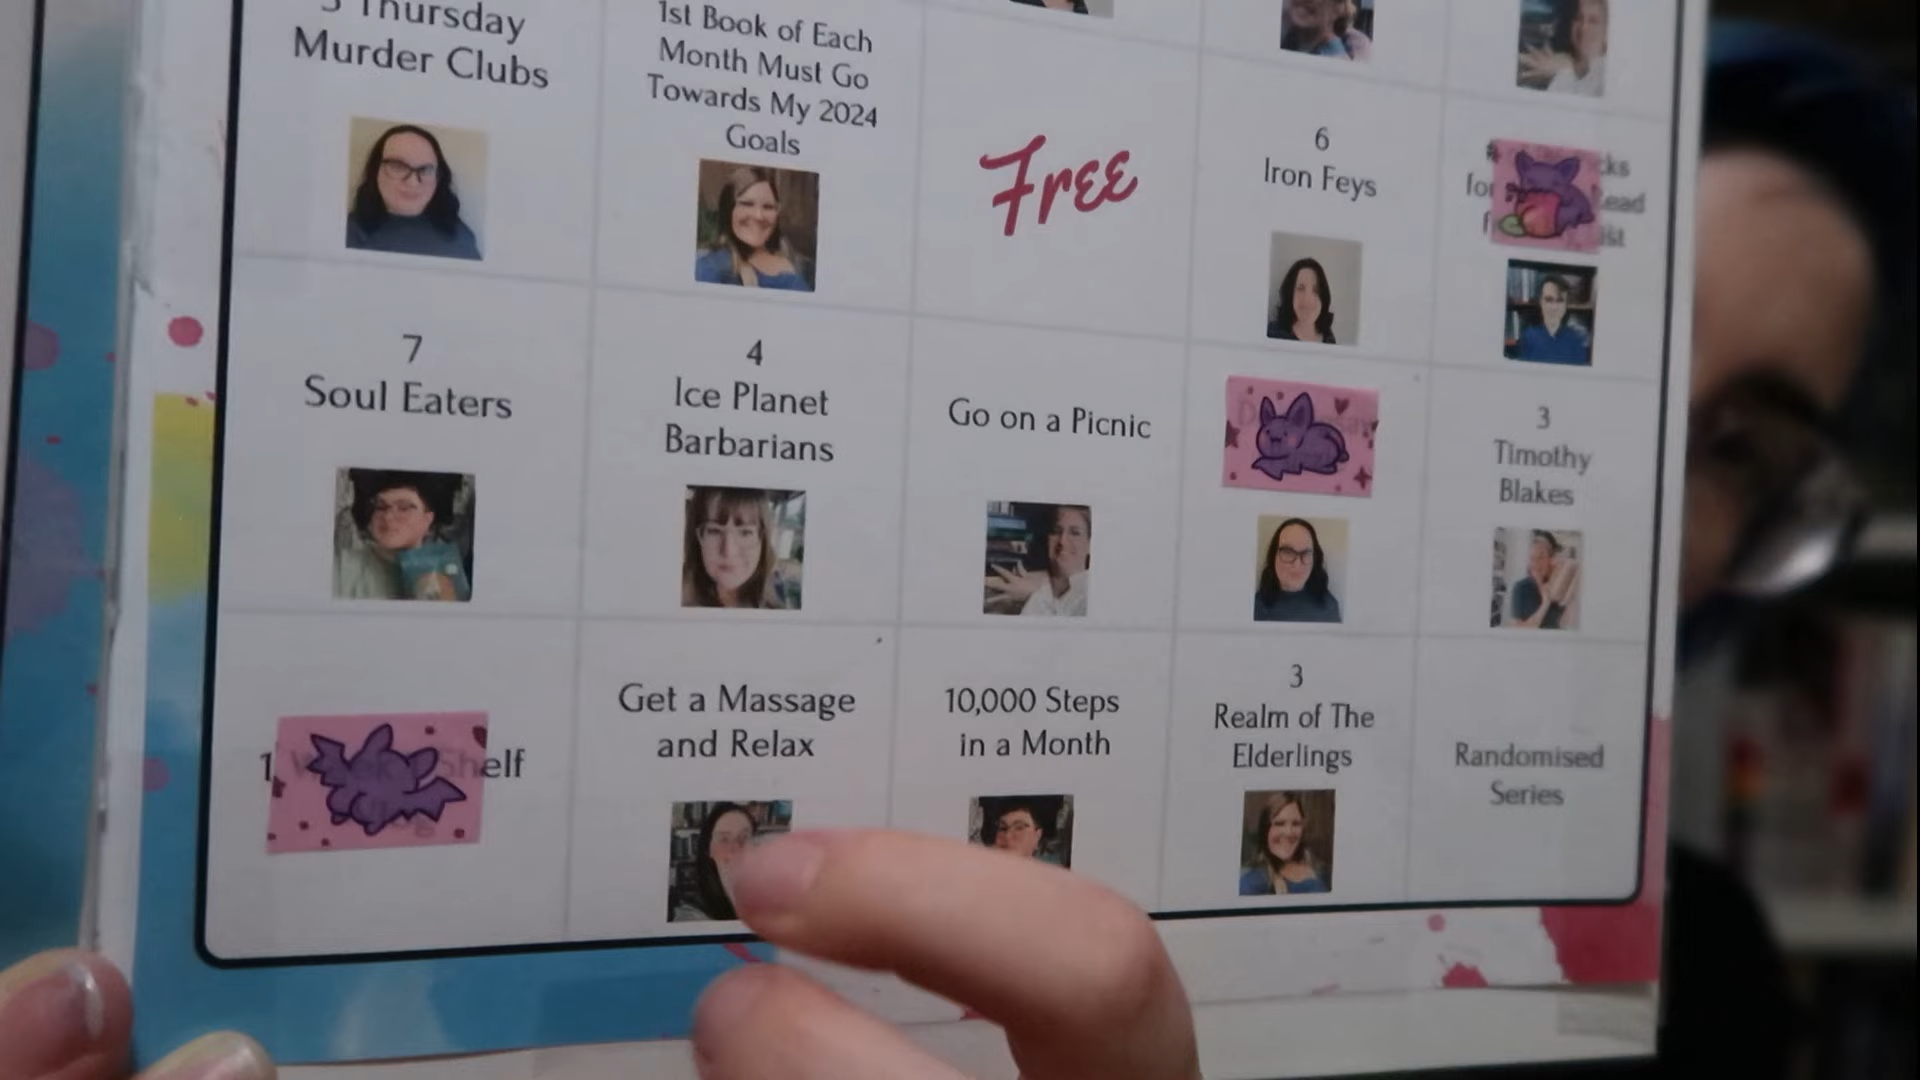 Thursday
Murder Clubs
1st Book of Each
Month Must Go
Towards My 2024
Goals
Free
6
Iron Feys
7
Soul Eaters
4
Ice Planet
Barbarians
Go on a Picnic
3
Timothy
Blakes
Get a Massage
and Relax
10,000 Steps
in a Month
3
Realm of The
Elderlings
Randomised
Series